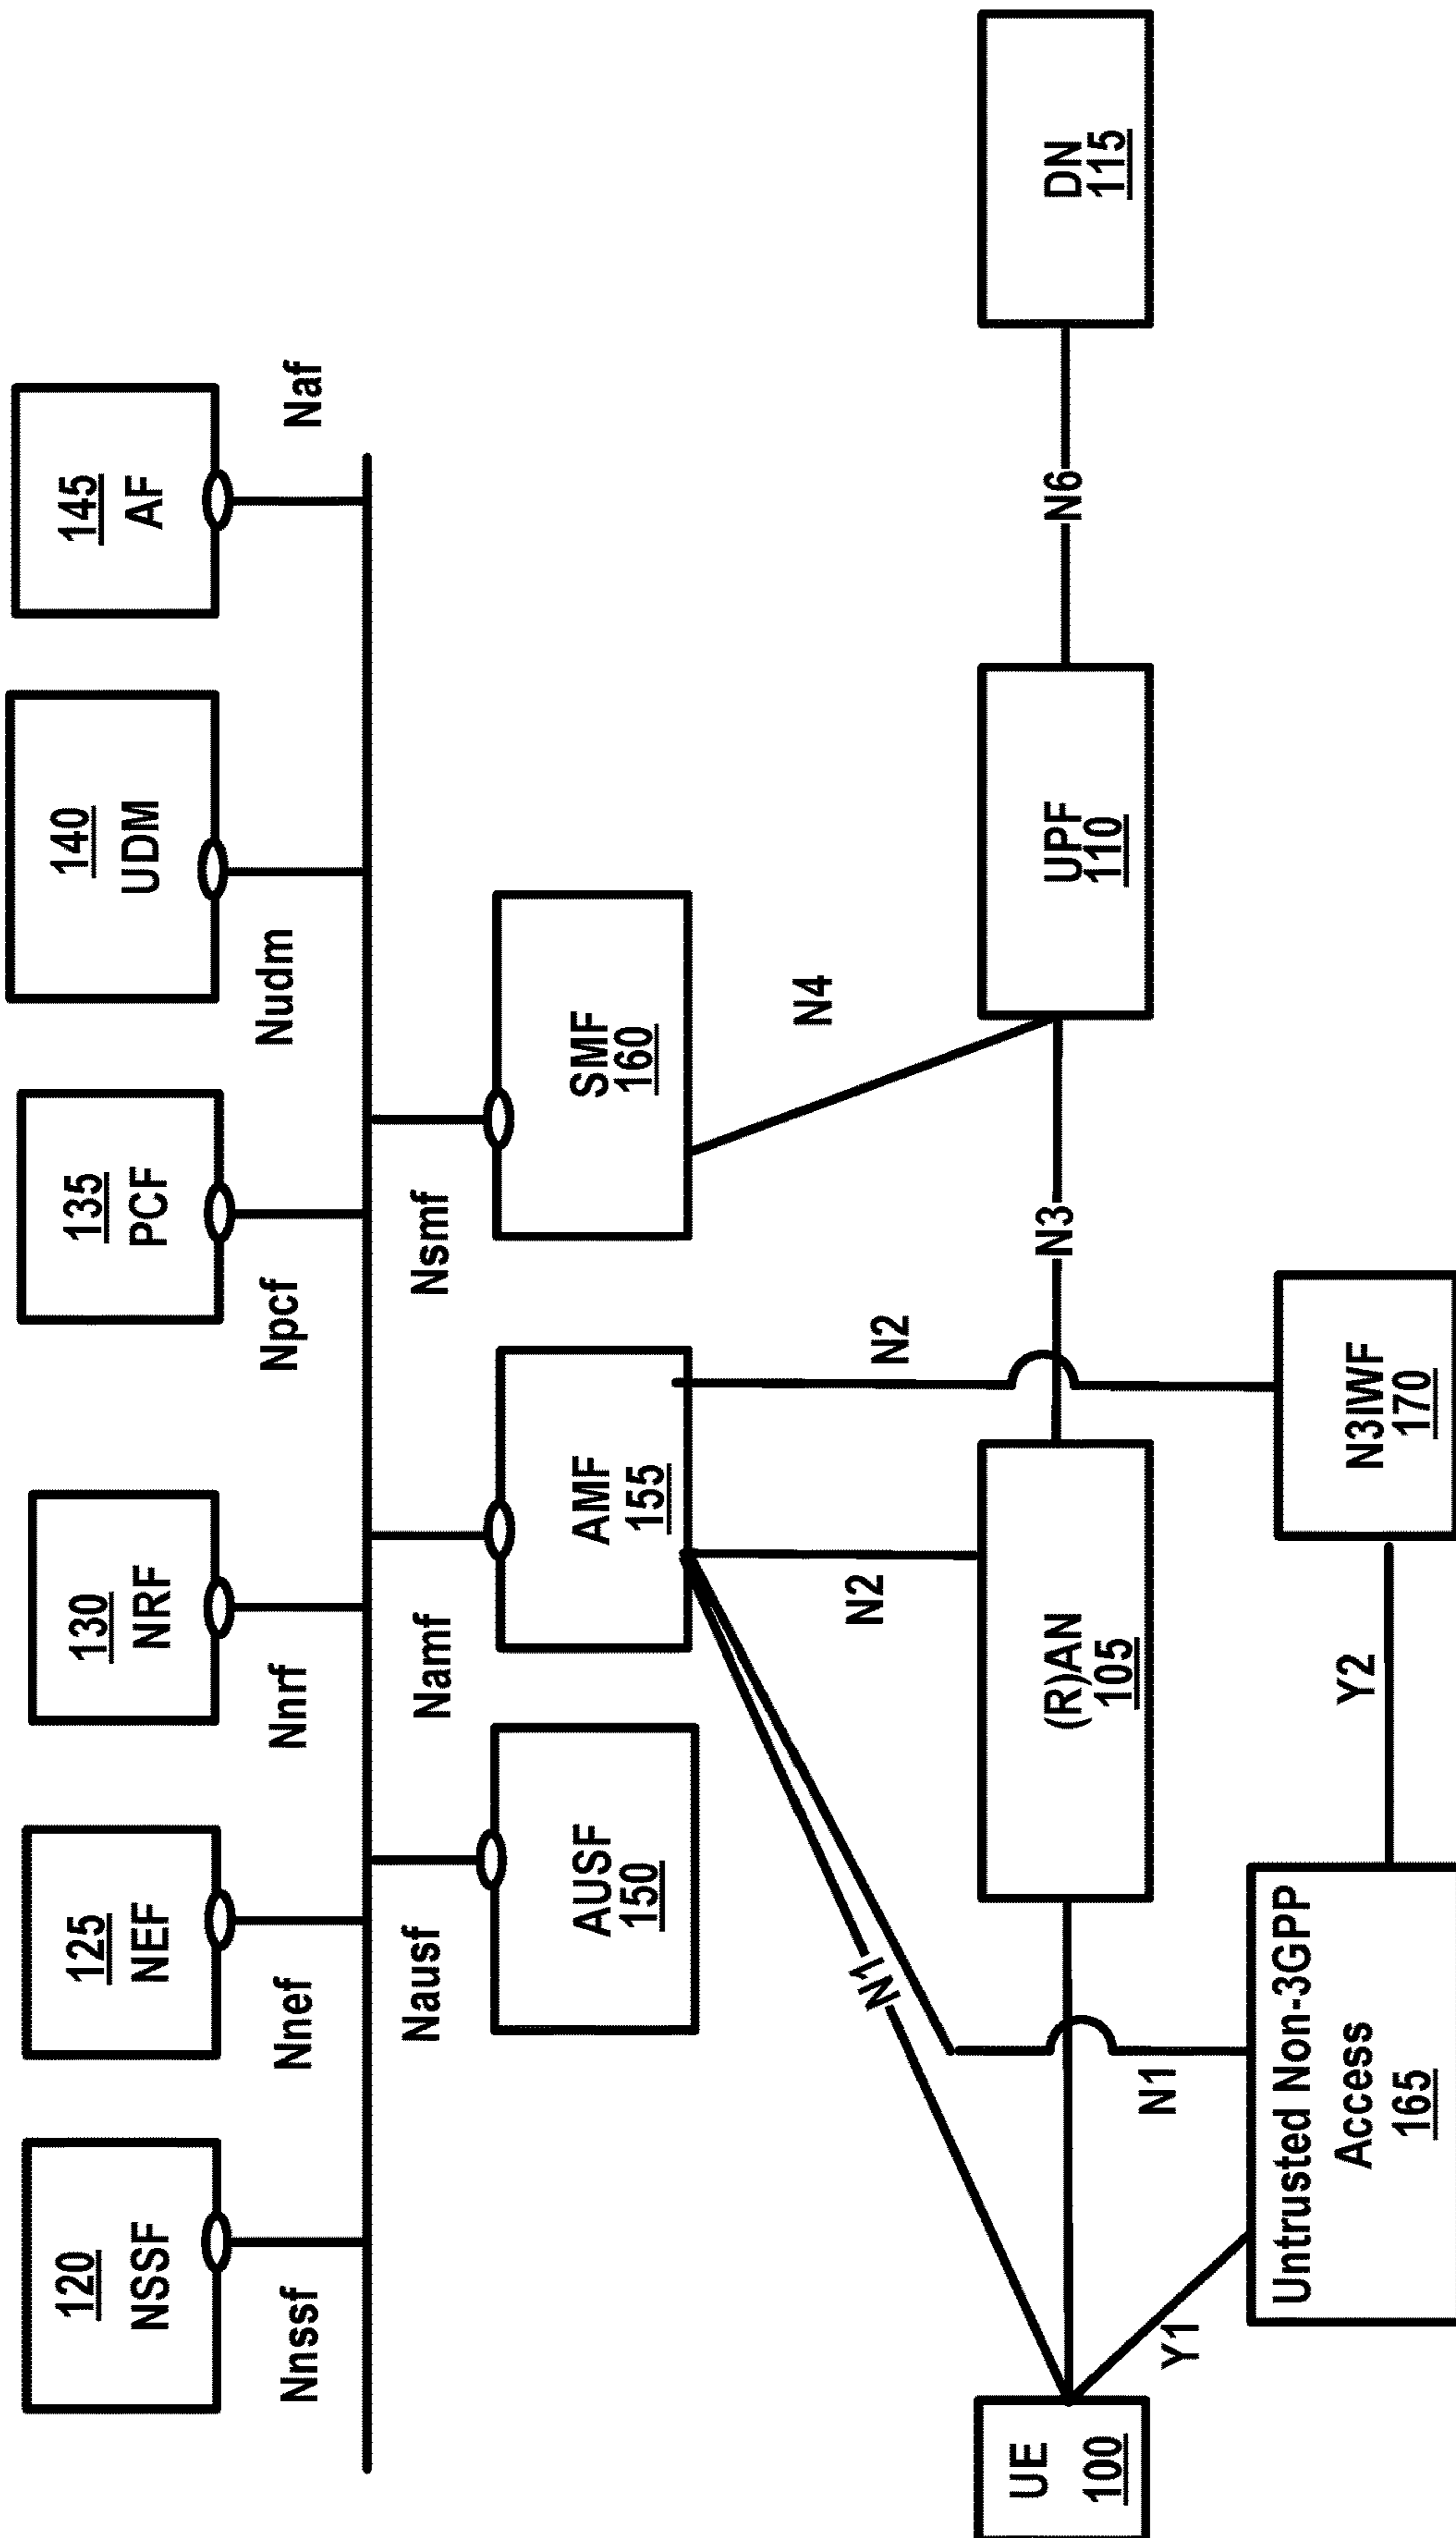 120
NSSF
125
NEF
130
NRF
135
PCF
140
UDM
145
AF
Nnssf
Nnef
Nnrf
Npcf
Nudm
Naf
Nausf
Namf
Nsmf
AUSF
150
AMF
155
SMF
160
N1
N2
N2
N4
UE
100
(R)AN
105
N3
UPF
110
N6
DN
115
Y1
N1
Untrusted Non-3GPP
Access
165
Y2
N3IWF
170